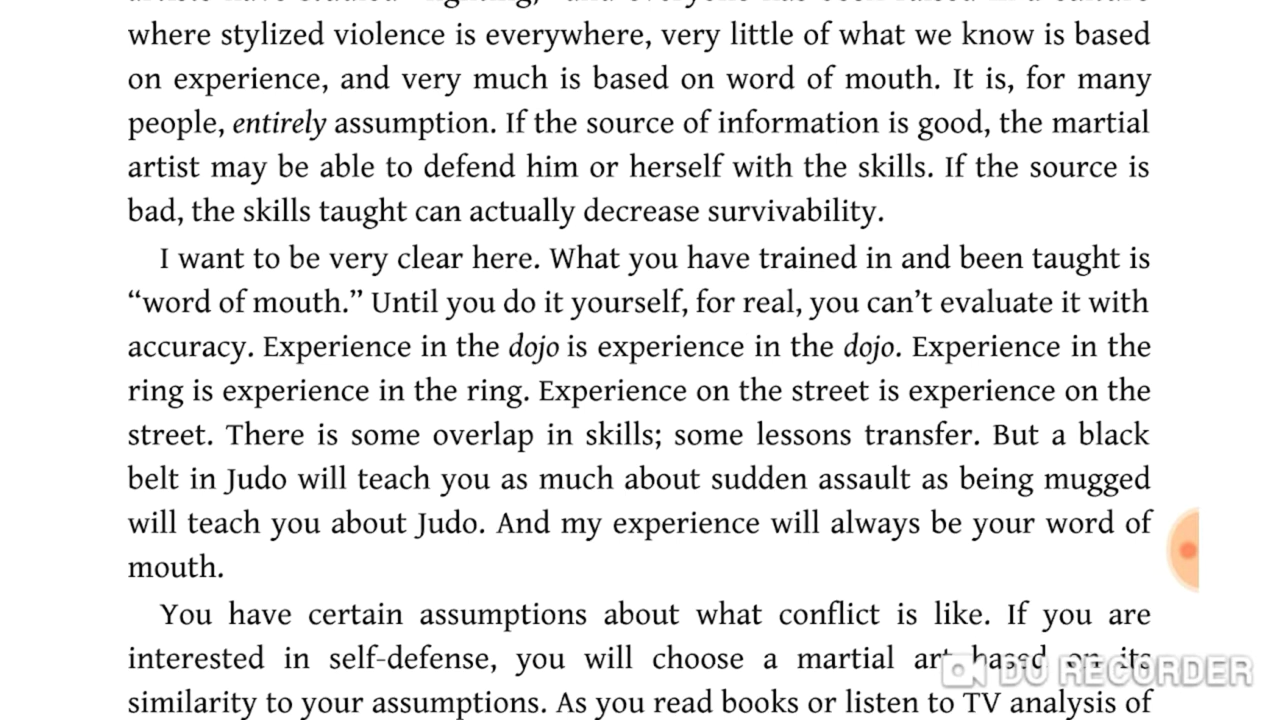 where stylized violence is everywhere, very little of what we know is based
on experience, and very much is based on word of mouth. It is, for many
people, entirely assumption. If the source of information is good, the martial
artist may be able to defend him or herself with the skills. If the source is
bad, the skills taught can actually decrease survivability.
I want to be very clear here. What you have trained in and been taught is
“word of mouth.” Until you do it yourself, for real, you can’t evaluate it with
accuracy. Experience in the dojo is experience in the dojo. Experience in the
ring is experience in the ring. Experience on the street is experience on the
street. There is some overlap in skills; some lessons transfer. But a black
belt in Judo will teach you as much about sudden assault as being mugged
will teach you about Judo. And my experience will always be your word of
mouth.
You have certain assumptions about what conflict is like. If you are
interested in self-defense, you will choose a martial art based on its
similarity to your assumptions. As you read books or listen to TV analysis of
DU RECORDER